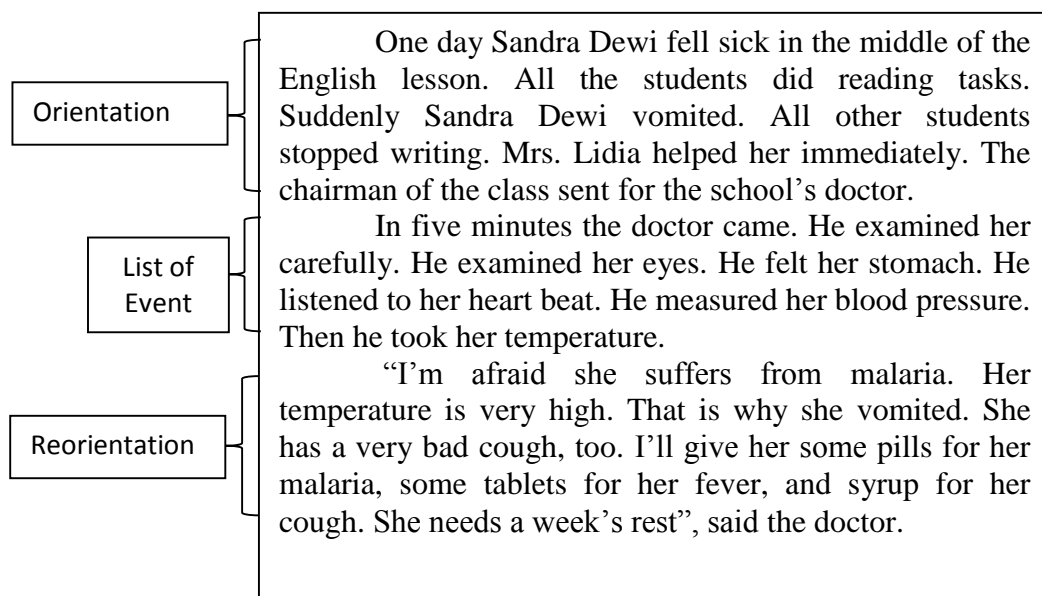 Orientation
One day Sandra Dewi fell sick in the middle of the
English lesson. All the students did reading tasks.
Suddenly Sandra Dewi vomited. All other students
stopped writing. Mrs. Lidia helped her immediately. The
chairman of the class sent for the school’s doctor.
List of
Event
In five minutes the doctor came. He examined her
carefully. He examined her eyes. He felt her stomach. He
listened to her heart beat. He measured her blood pressure.
Then he took her temperature.
Reorientation
“I’m afraid she suffers from malaria. Her
temperature is very high. That is why she vomited. She
has a very bad cough, too. I’ll give her some pills for her
malaria, some tablets for her fever, and syrup for her
cough. She needs a week’s rest”, said the doctor.